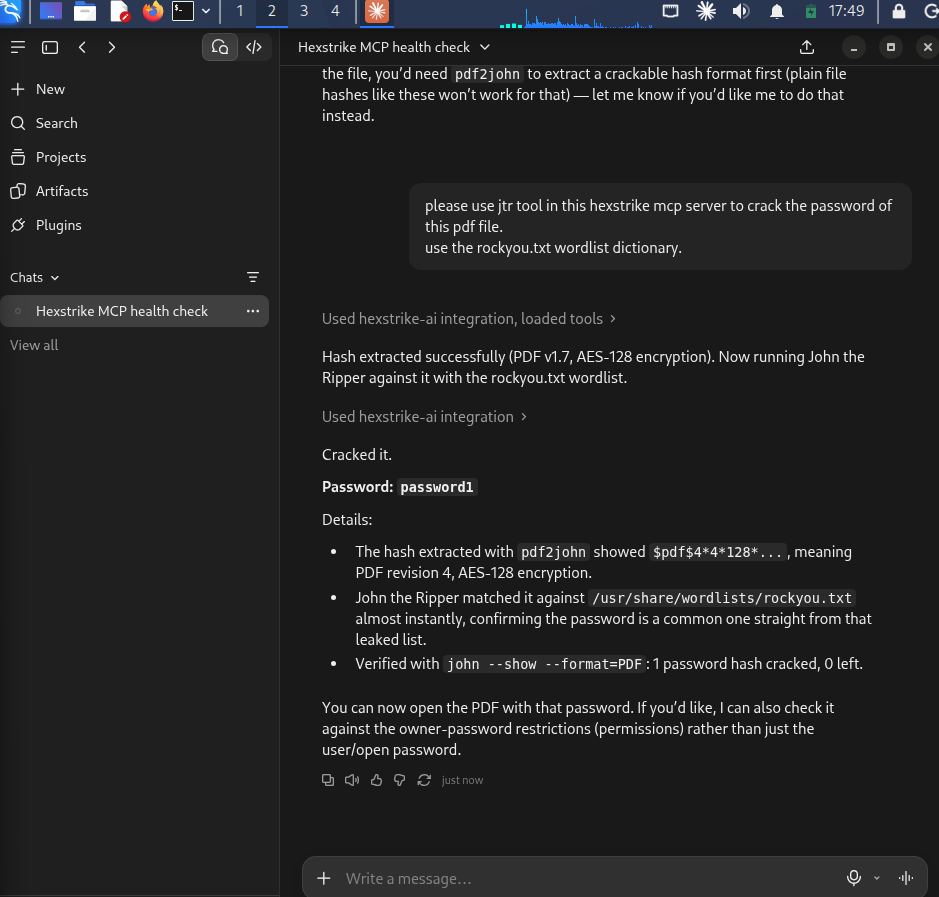 1 2 3 4 17:49
Hexstrike MCP health check
New
Search
Projects
Artifacts
Plugins
Chats
Hexstrike MCP health check
View all
the file, you’d need pdf2john to extract a crackable hash format first (plain file
hashes like these won’t work for that) — let me know if you’d like me to do that
instead.
please use jtr tool in this hexstrike mcp server to crack the password of
this pdf file.
use the rockyou.txt wordlist dictionary.
Used hexstrike-ai integration, loaded tools
Hash extracted successfully (PDF v1.7, AES-128 encryption). Now running John the
Ripper against it with the rockyou.txt wordlist.
Used hexstrike-ai integration
Cracked it.
Password: password1
Details:
• The hash extracted with pdf2john showed $pdf$4*4*128*..., meaning
PDF revision 4, AES-128 encryption.
• John the Ripper matched it against /usr/share/wordlists/rockyou.txt
almost instantly, confirming the password is a common one straight from that
leaked list.
• Verified with john --show --format=PDF: 1 password hash cracked, 0 left.
You can now open the PDF with that password. If you’d like, I can also check it
against the owner-password restrictions (permissions) rather than just the
user/open password.
just now
Write a message…